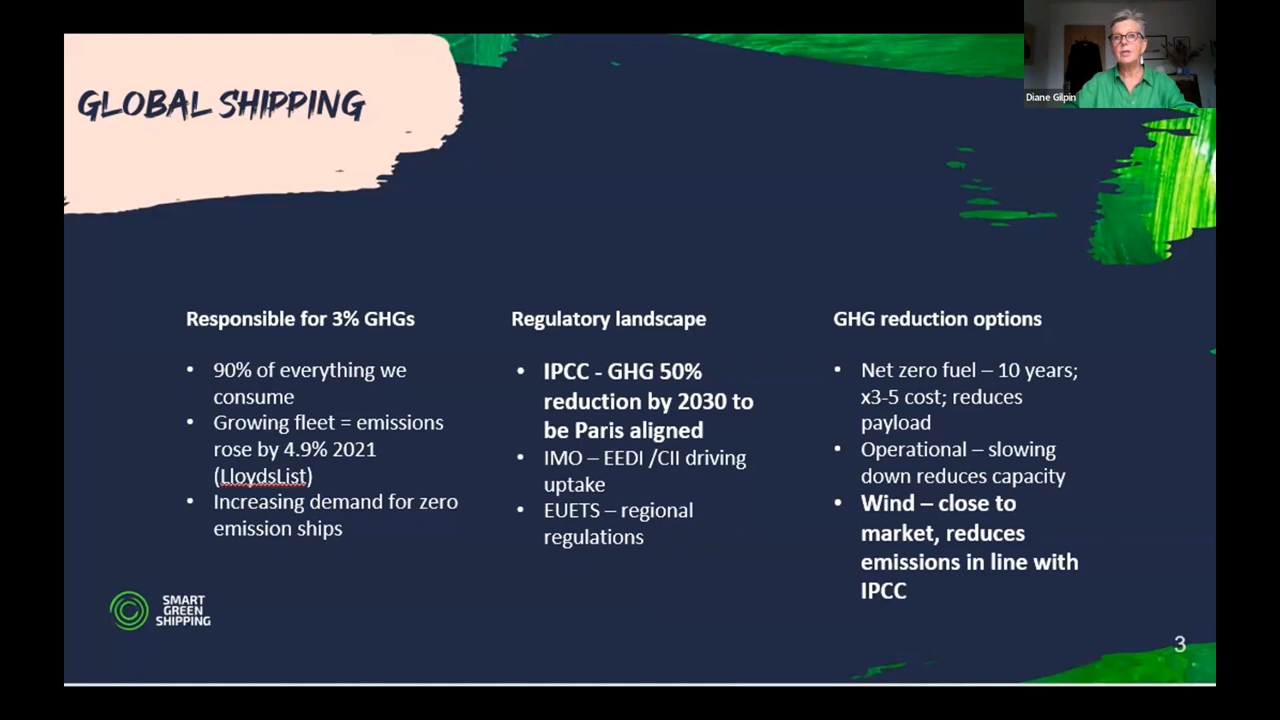 GLOBAL SHIPPING
Diane Gilpin
Responsible for 3% GHGs
• 90% of everything we
consume
• Growing fleet = emissions
rose by 4.9% 2021
(LloydsList)
• Increasing demand for zero
emission ships
Regulatory landscape
• IPCC - GHG 50%
reduction by 2030 to
be Paris aligned
• IMO – EEDI /CII driving
uptake
• EUETS – regional
regulations
GHG reduction options
• Net zero fuel – 10 years;
x3-5 cost; reduces
payload
• Operational – slowing
down reduces capacity
• Wind – close to
market, reduces
emissions in line with
IPCC
SMART
GREEN
SHIPPING
3